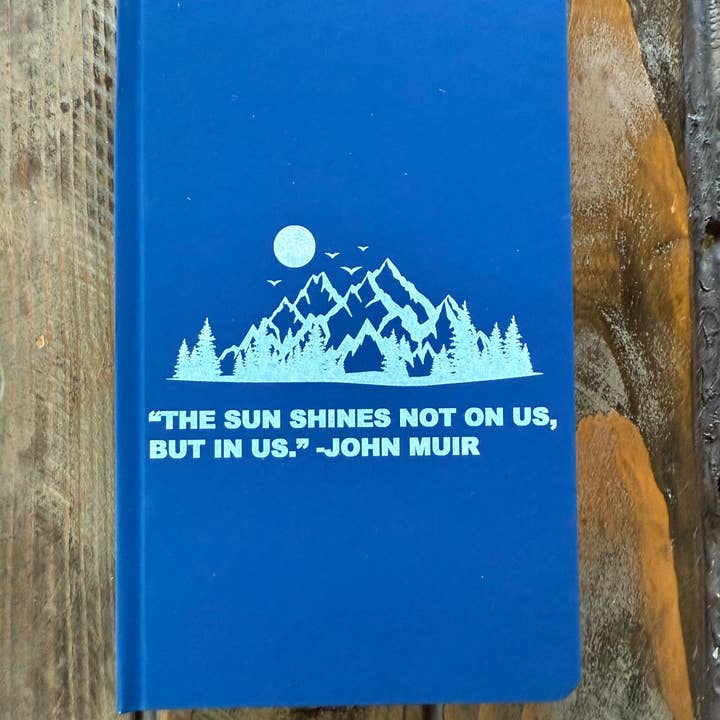 “THE SUN SHINES NOT ON US,
BUT IN US.” -JOHN MUIR